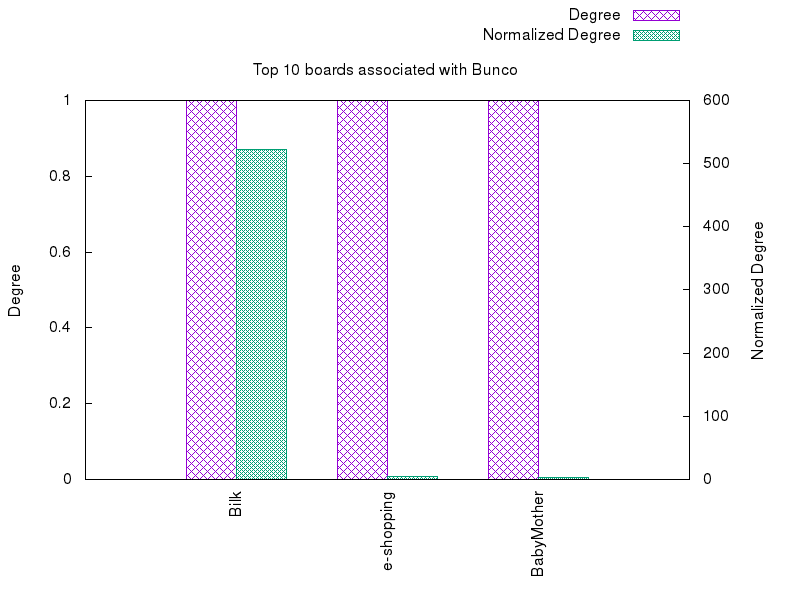 Degree
Normalized Degree
Top 10 boards associated with Bunco
1
0.8
0.6
0.4
0.2
0
600
500
400
300
200
100
0
Degree
Normalized Degree
Bilk
e-shopping
BabyMother